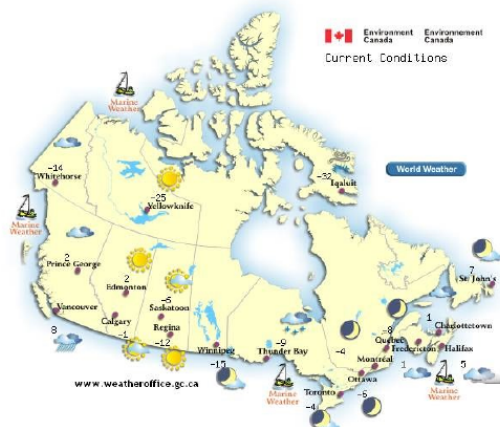 Environment Environnement
Canada Canada
Current Conditions
Marine
Weather
-14
Whitehorse
-32
Iqaluit
World Weather
-25
Yellowknife
Marine
Weather
2
Prince George
2
Edmonton
7
St. John's
-5
Saskatoon
Vancouver
Calgary
Regina
1
Charlottetown
8
-1
-12
Winnipeg
-15
-9
Thunder Bay
-4
-8
Quebec
Fredericton
Halifax
Montréal
Ottawa
1
5
www.weatheroffice.gc.ca
Marine
Weather
Toronto
-4
-6
Marine
Weather